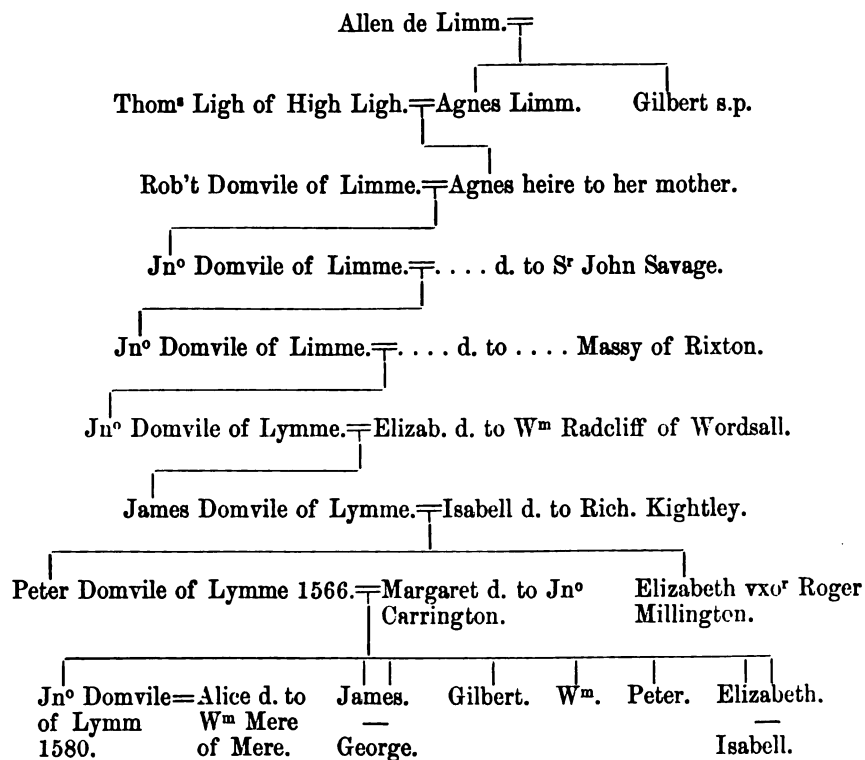 Allen de Limm.
Thomˢ Ligh of High Ligh. Agnes Limm. Gilbert s.p.
Rob't Domvile of Limme. Agnes heire to her mother.
Jnº Domvile of Limme. . . . . d. to Sʳ John Savage.
Jnº Domvile of Limme. . . . . d. to . . . . Massy of Rixton.
Jnº Domvile of Lymme. Elizab. d. to Wᵐ Radcliff of Wordsall.
James Domvile of Lymme. Isabell d. to Rich. Kightley.
Peter Domvile of Lymme 1566. Margaret d. to Jnº Elizabeth vxoʳ Roger
Carrington. Millington.
Jnº Domvile Alice d. to James. Gilbert. Wᵐ. Peter. Elizabeth.
of Lymm Wᵐ Mere
1580. of Mere. George. Isabell.